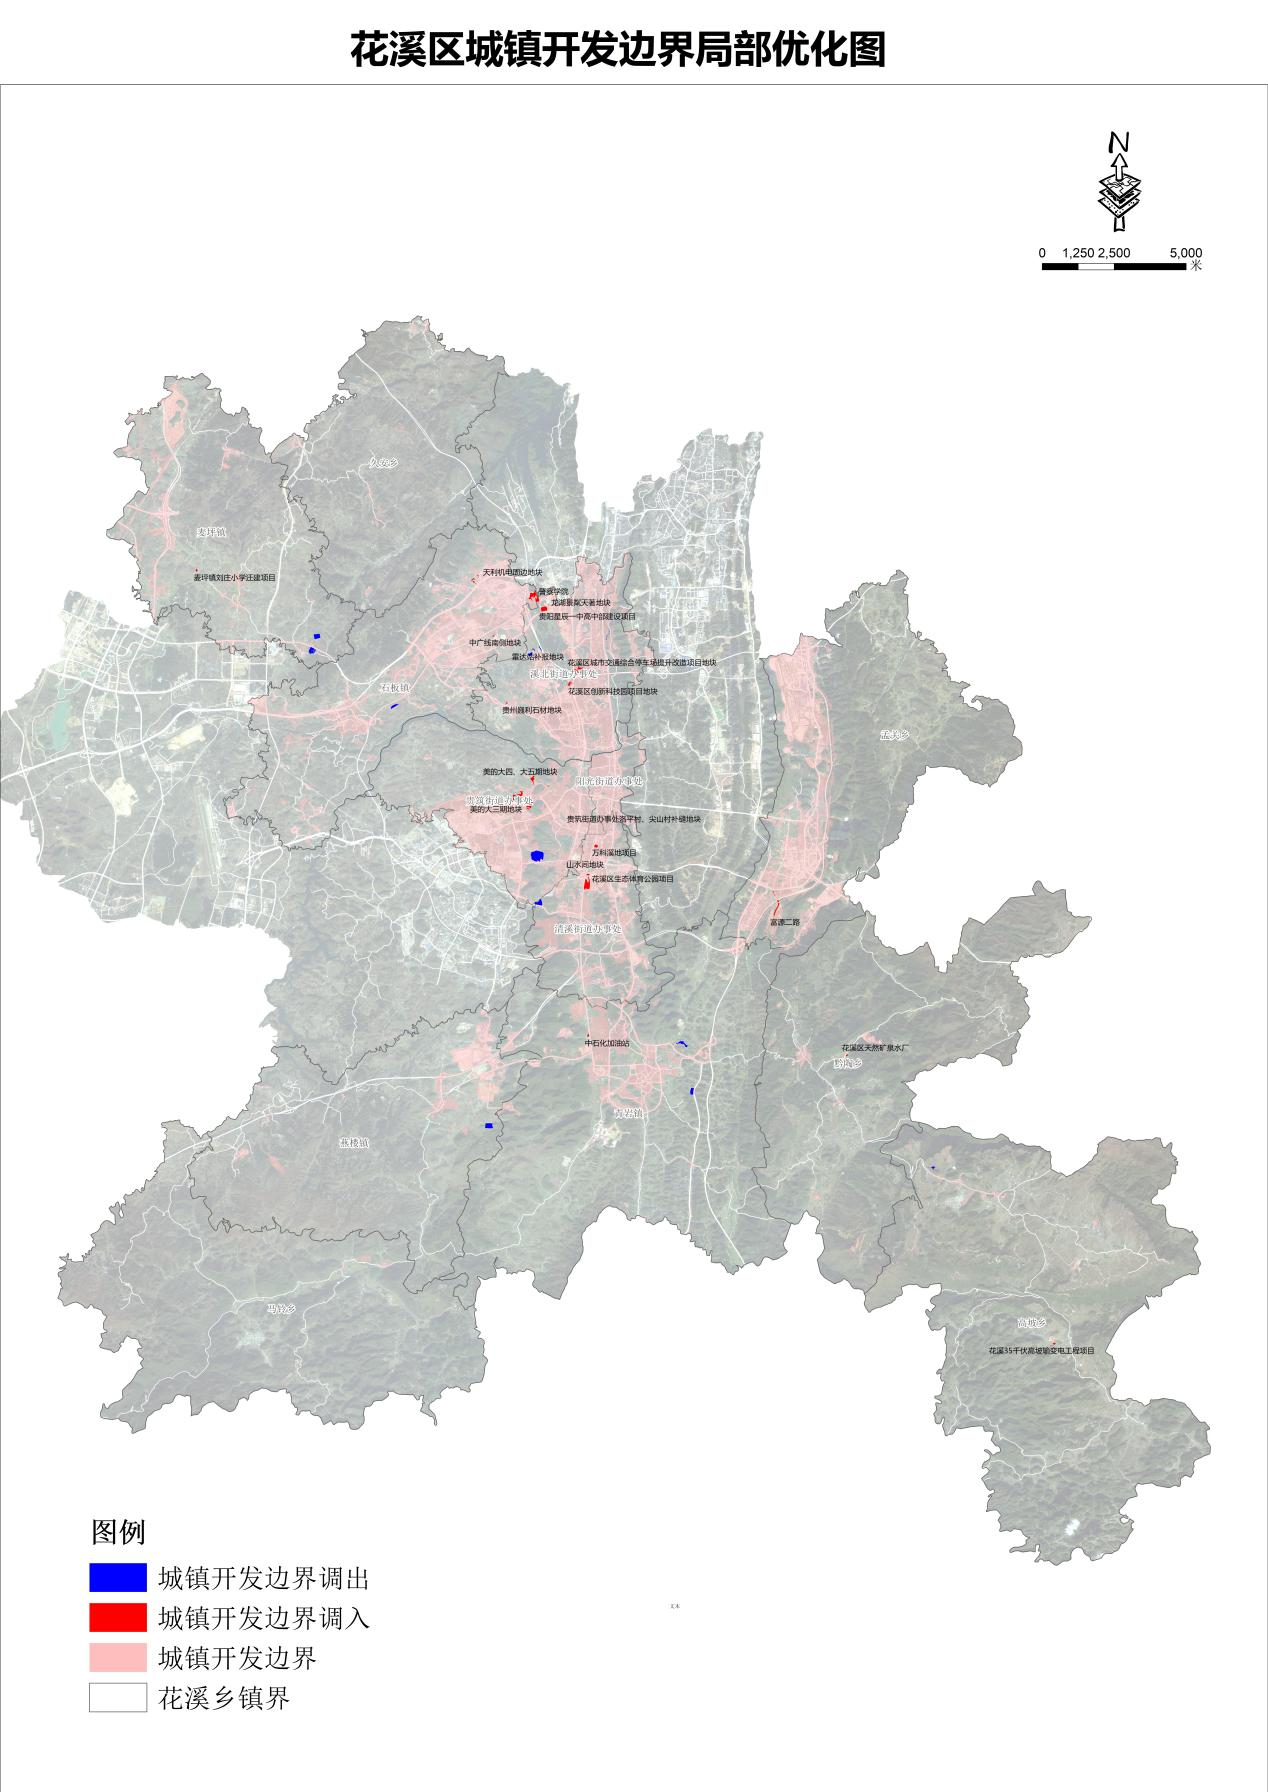 花溪区城镇开发边界局部优化图
N
0 1,250 2,500 5,000
米
久安乡
麦坪镇
天利机电周边地块
麦坪镇刘庄小学迁建项目
警察学院
龙湖景粼天著地块
贵阳星辰一中高中部建设项目
中广线南侧地块
霍达克补报地块
花溪区城市交通综合停车场提升改造项目地块
溪北街道办事处
石板镇
花溪区创新科技园项目地块
贵州圆利石材地块
孟关乡
美的大四、大五期地块
阳光街道办事处
贵筑街道办事处
美的大三期地块
贵筑街道办事处洛平村、尖山村补缝地块
万科溪地项目
山水间地块
花溪区生态体育公园项目
富源二路
清溪街道办事处
中石化加油站
花溪区天然矿泉水厂
黔陶乡
青岩镇
燕楼镇
马铃乡
高坡乡
花溪35千伏高坡输变电工程项目
图例
城镇开发边界调出
城镇开发边界调入
城镇开发边界
花溪乡镇界
文本